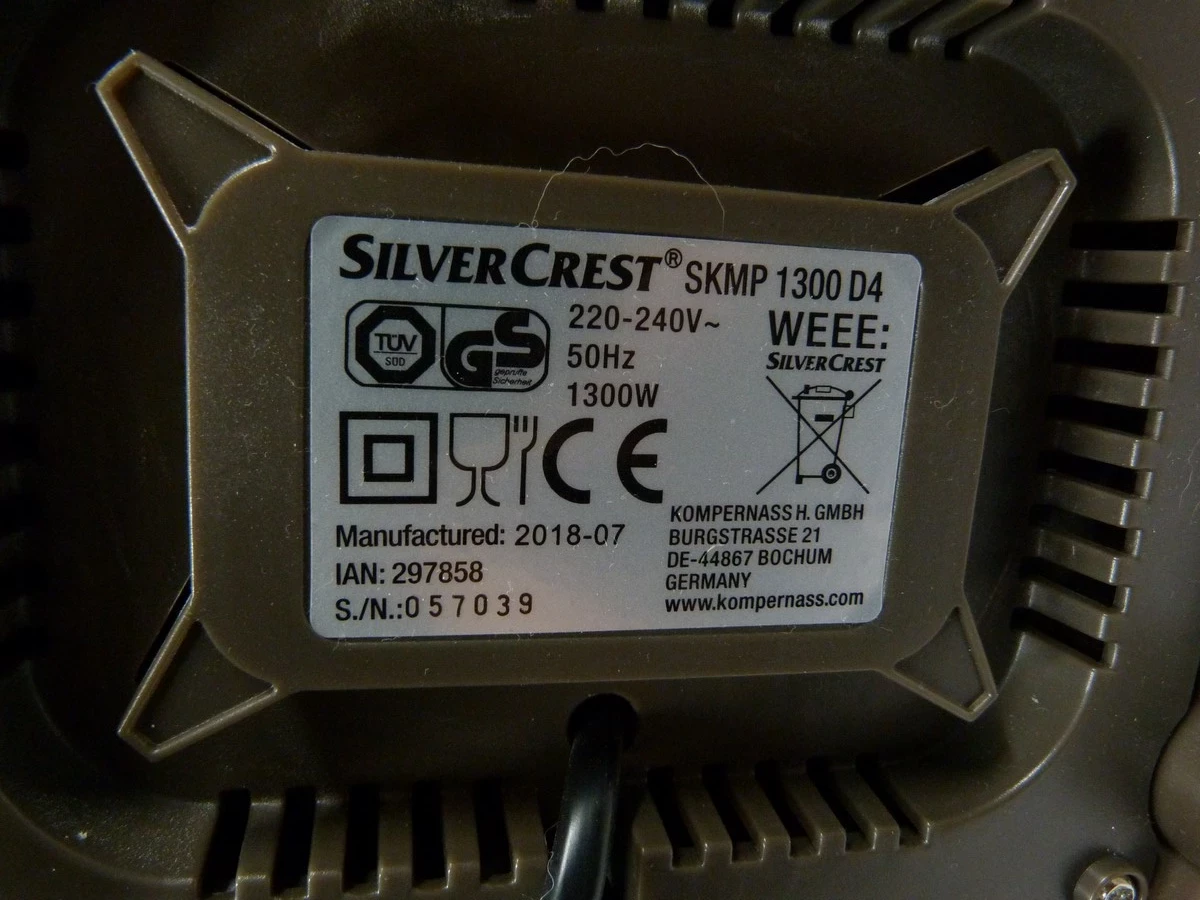 SILVERCREST® SKMP 1300 D4
TÜV
SÜD
GS
geprüfte
Sicherheit
220-240V~
50Hz
1300W
WEEE:
SILVERCREST
CE
Manufactured: 2018-07
IAN: 297858
S./N.:057039
KOMPERNASS H. GMBH
BURGSTRASSE 21
DE-44867 BOCHUM
GERMANY
www.kompernass.com